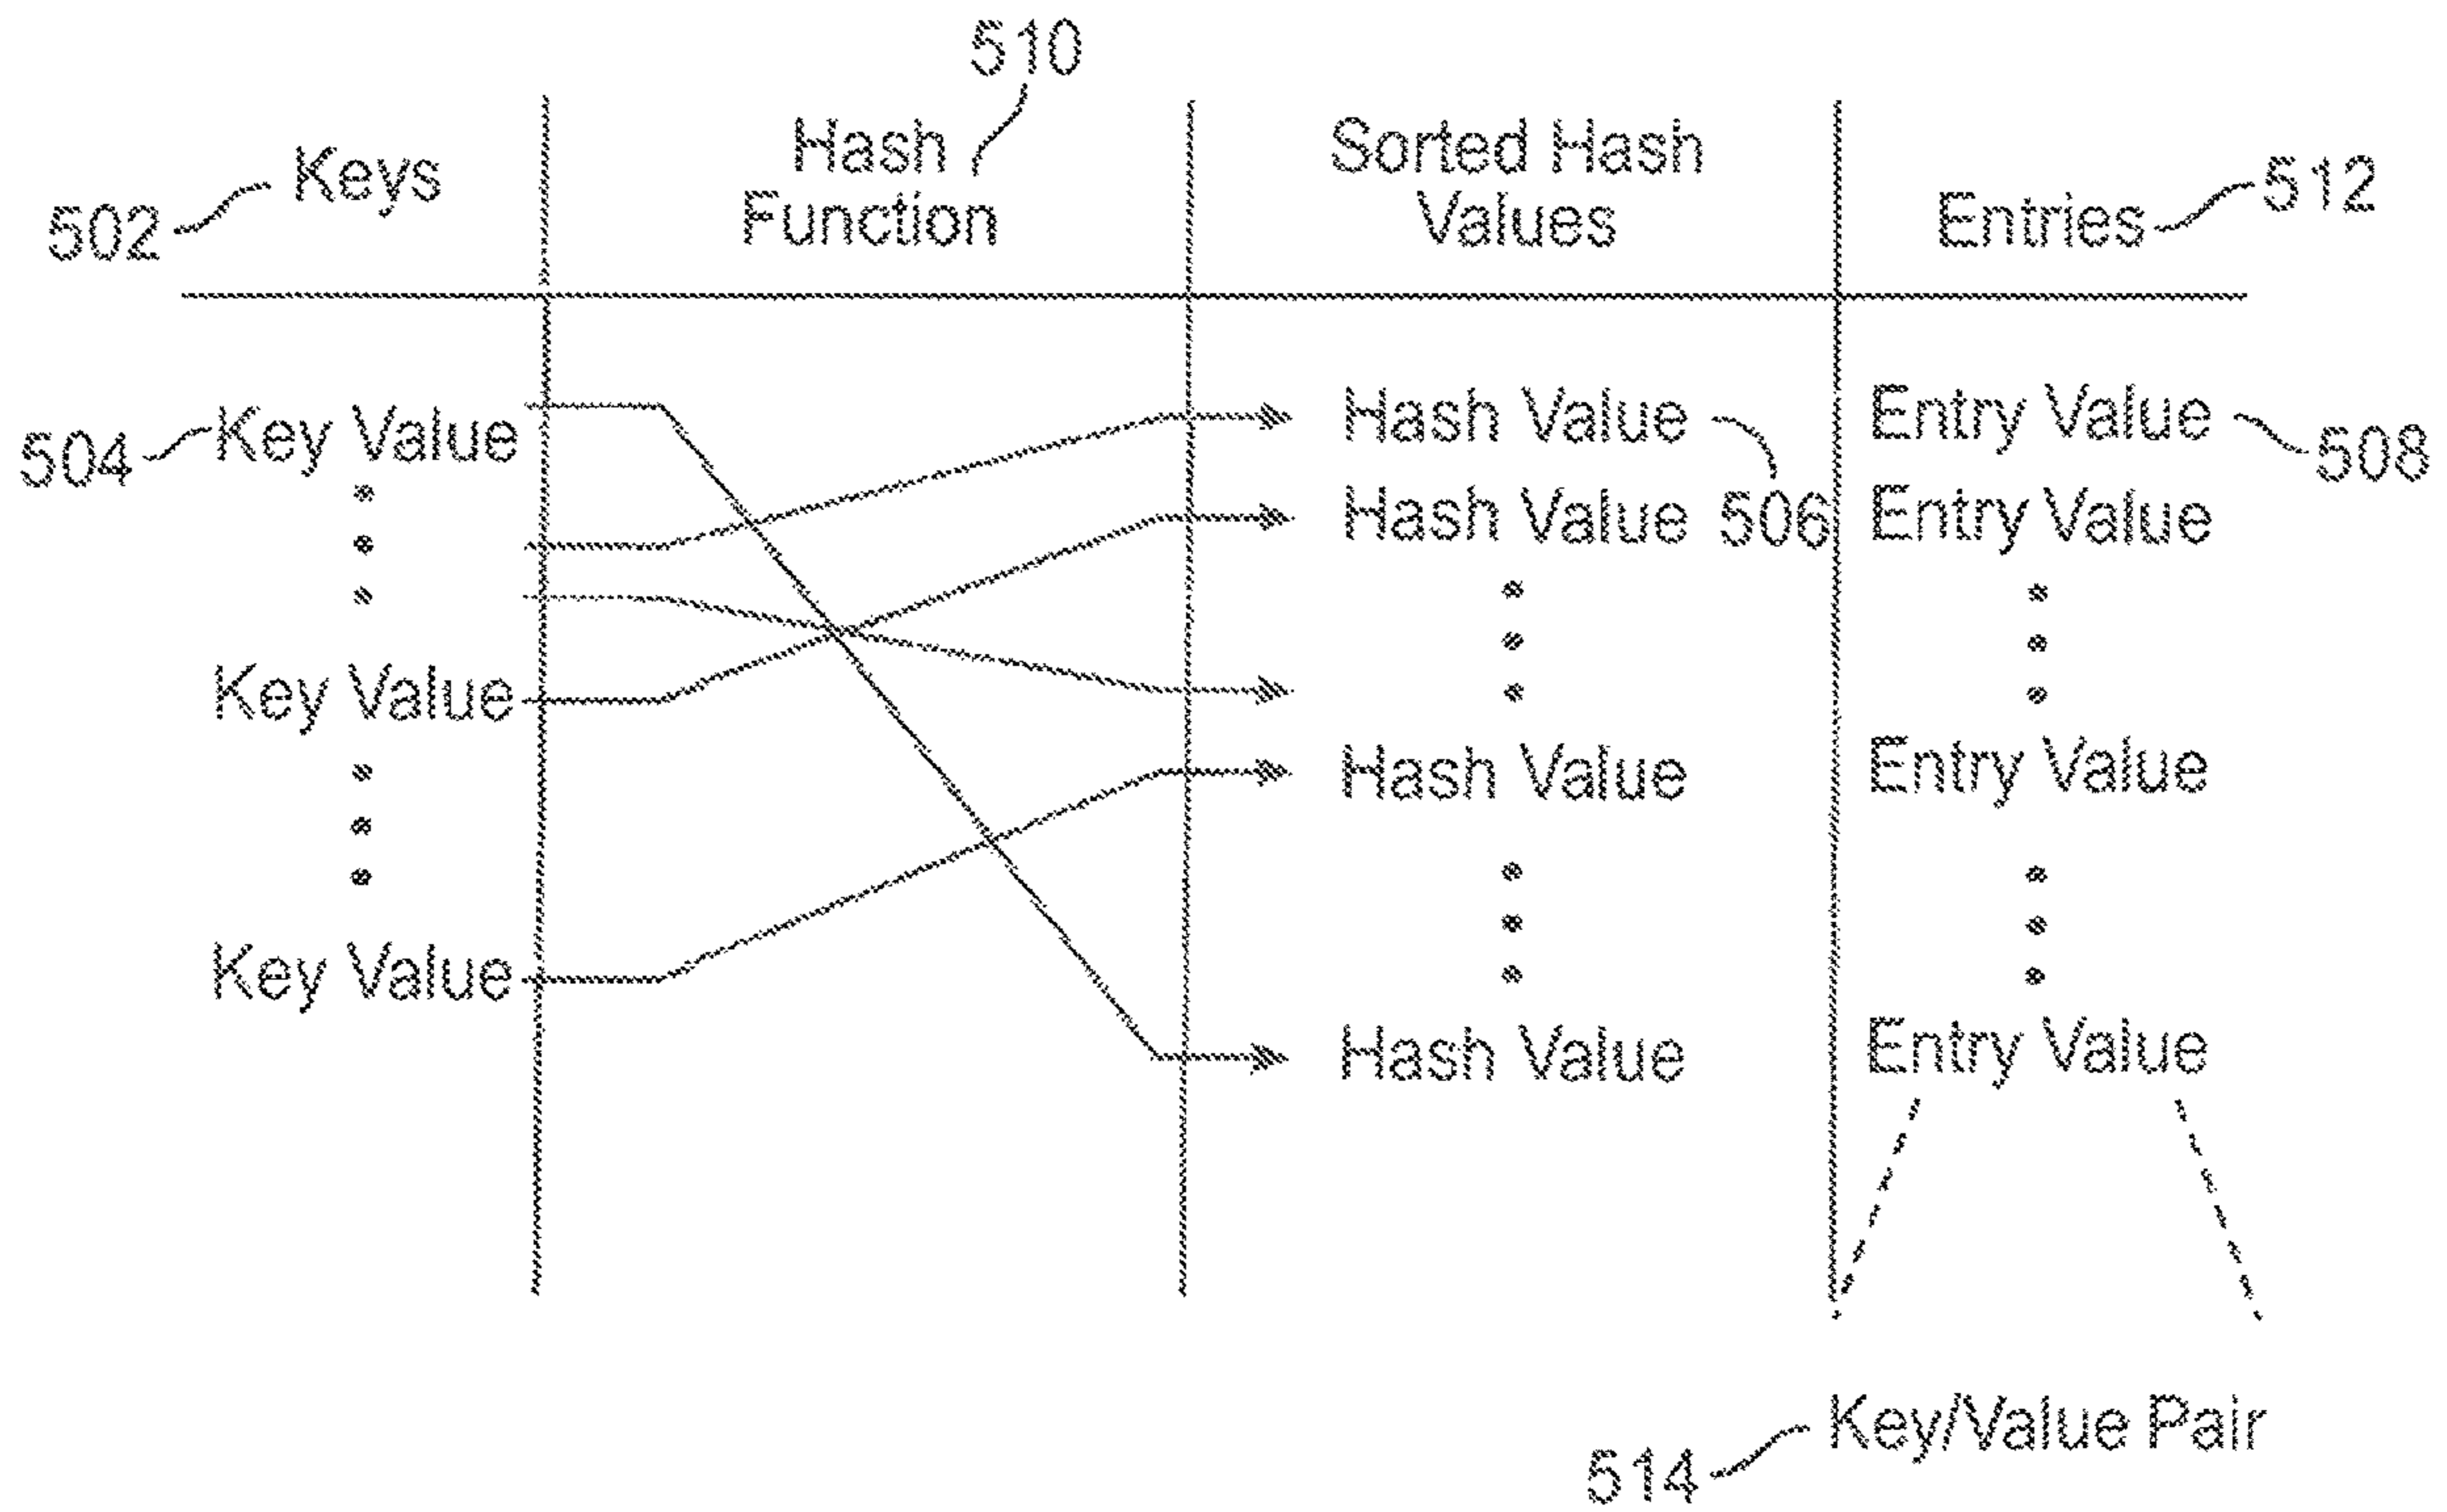 510
Keys
Hash
Function
Sorted Hash
Values
Entries
502
512
504
Key Value
Hash Value
Entry Value
508
Hash Value
506
Entry Value
Key Value
Hash Value
Entry Value
Key Value
Hash Value
Entry Value
Key/Value Pair
514